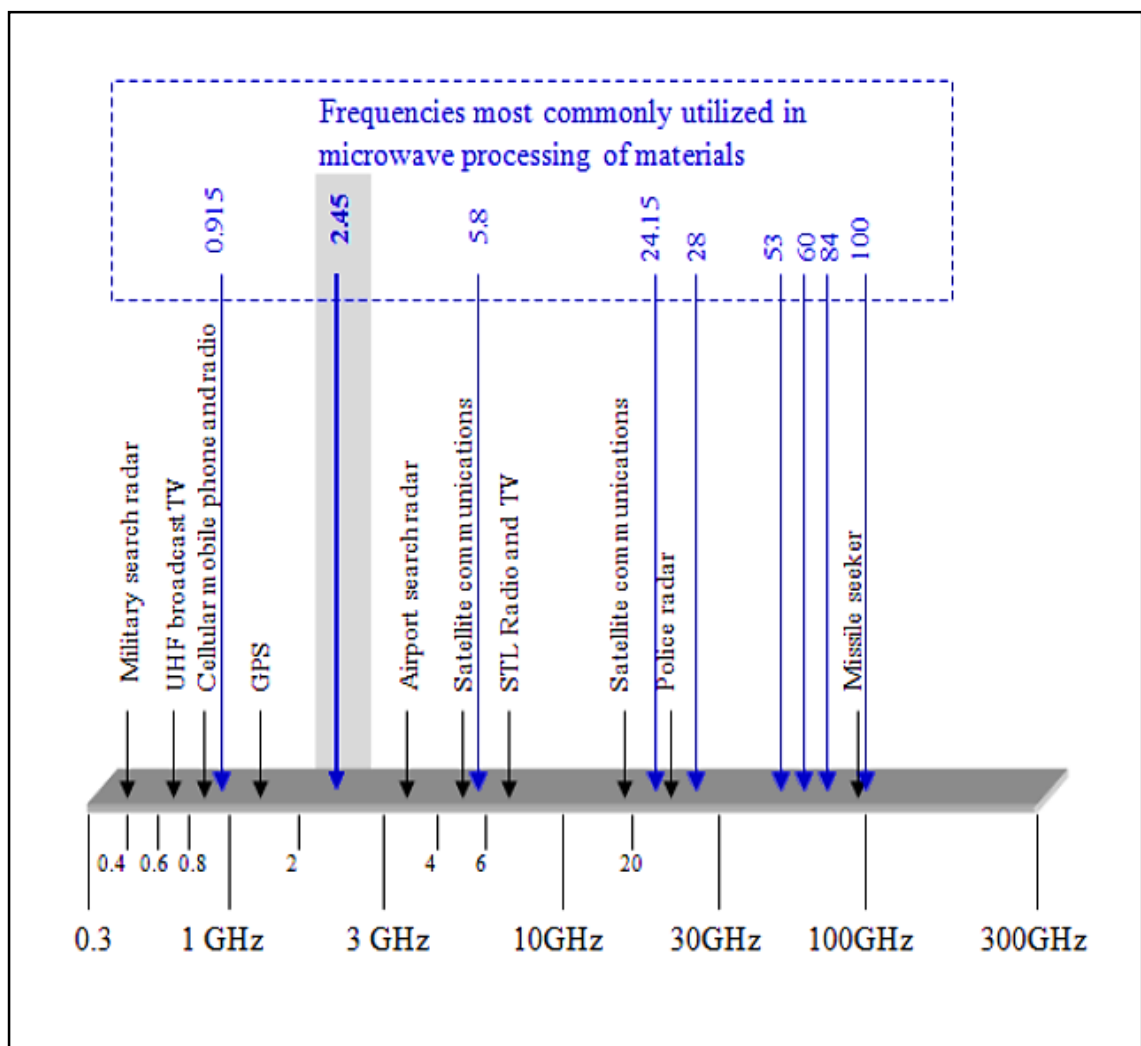 Frequencies most commonly utilized in
microwave processing of materials
0.915
2.45
5.8
24.15
28
53
60
84
100
Military search radar
UHF broadcast TV
Cellular mobile phone and radio
GPS
Airport search radar
Satellite communications
STL Radio and TV
Satellite communications
Police radar
Missile seeker
0.4
0.6
0.8
2
4
6
20
0.3
1 GHz
3 GHz
10GHz
30GHz
100GHz
300GHz